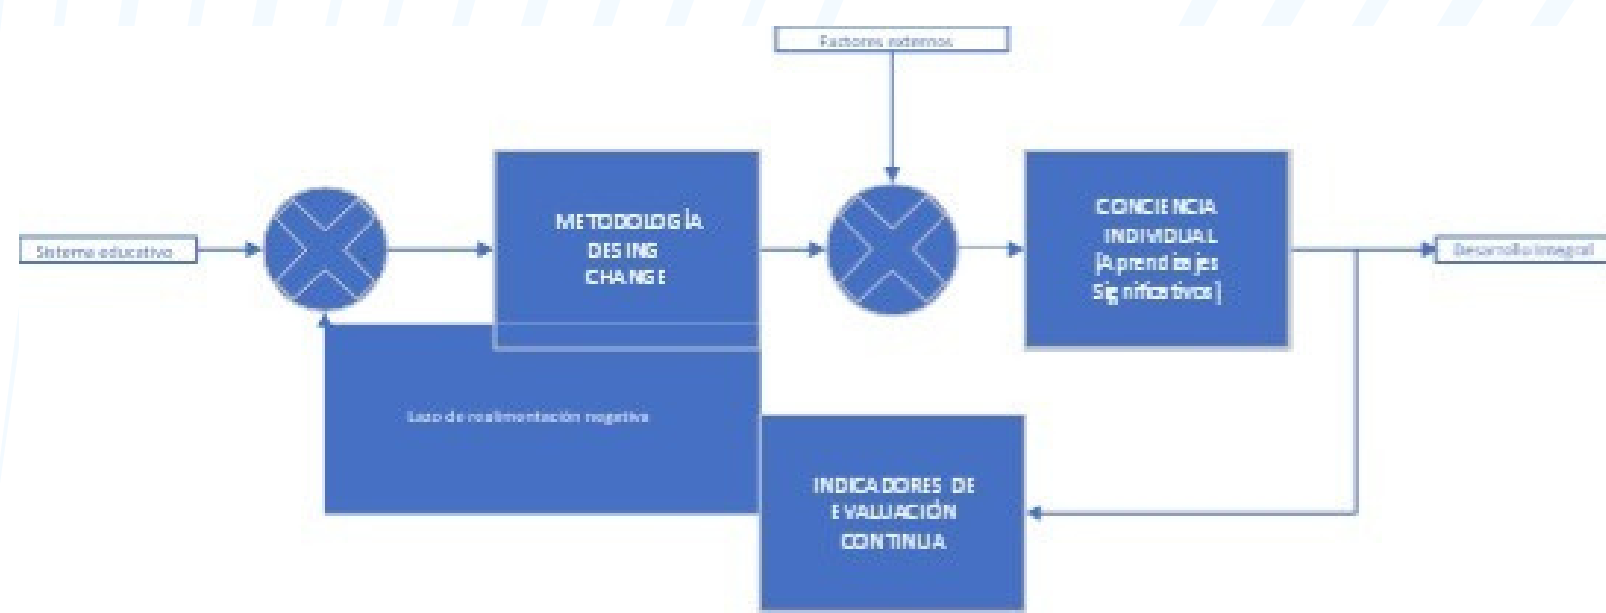 Factores externos
Sistema educativo
METODOLOGÍA
DESING
CHANGE
CONCIENCIA
INDIVIDUAL
[Aprendizajes
Significativos]
Desarrollo integral
Lazo de realimentación negativa
INDICADORES DE
EVALUACIÓN
CONTINUA